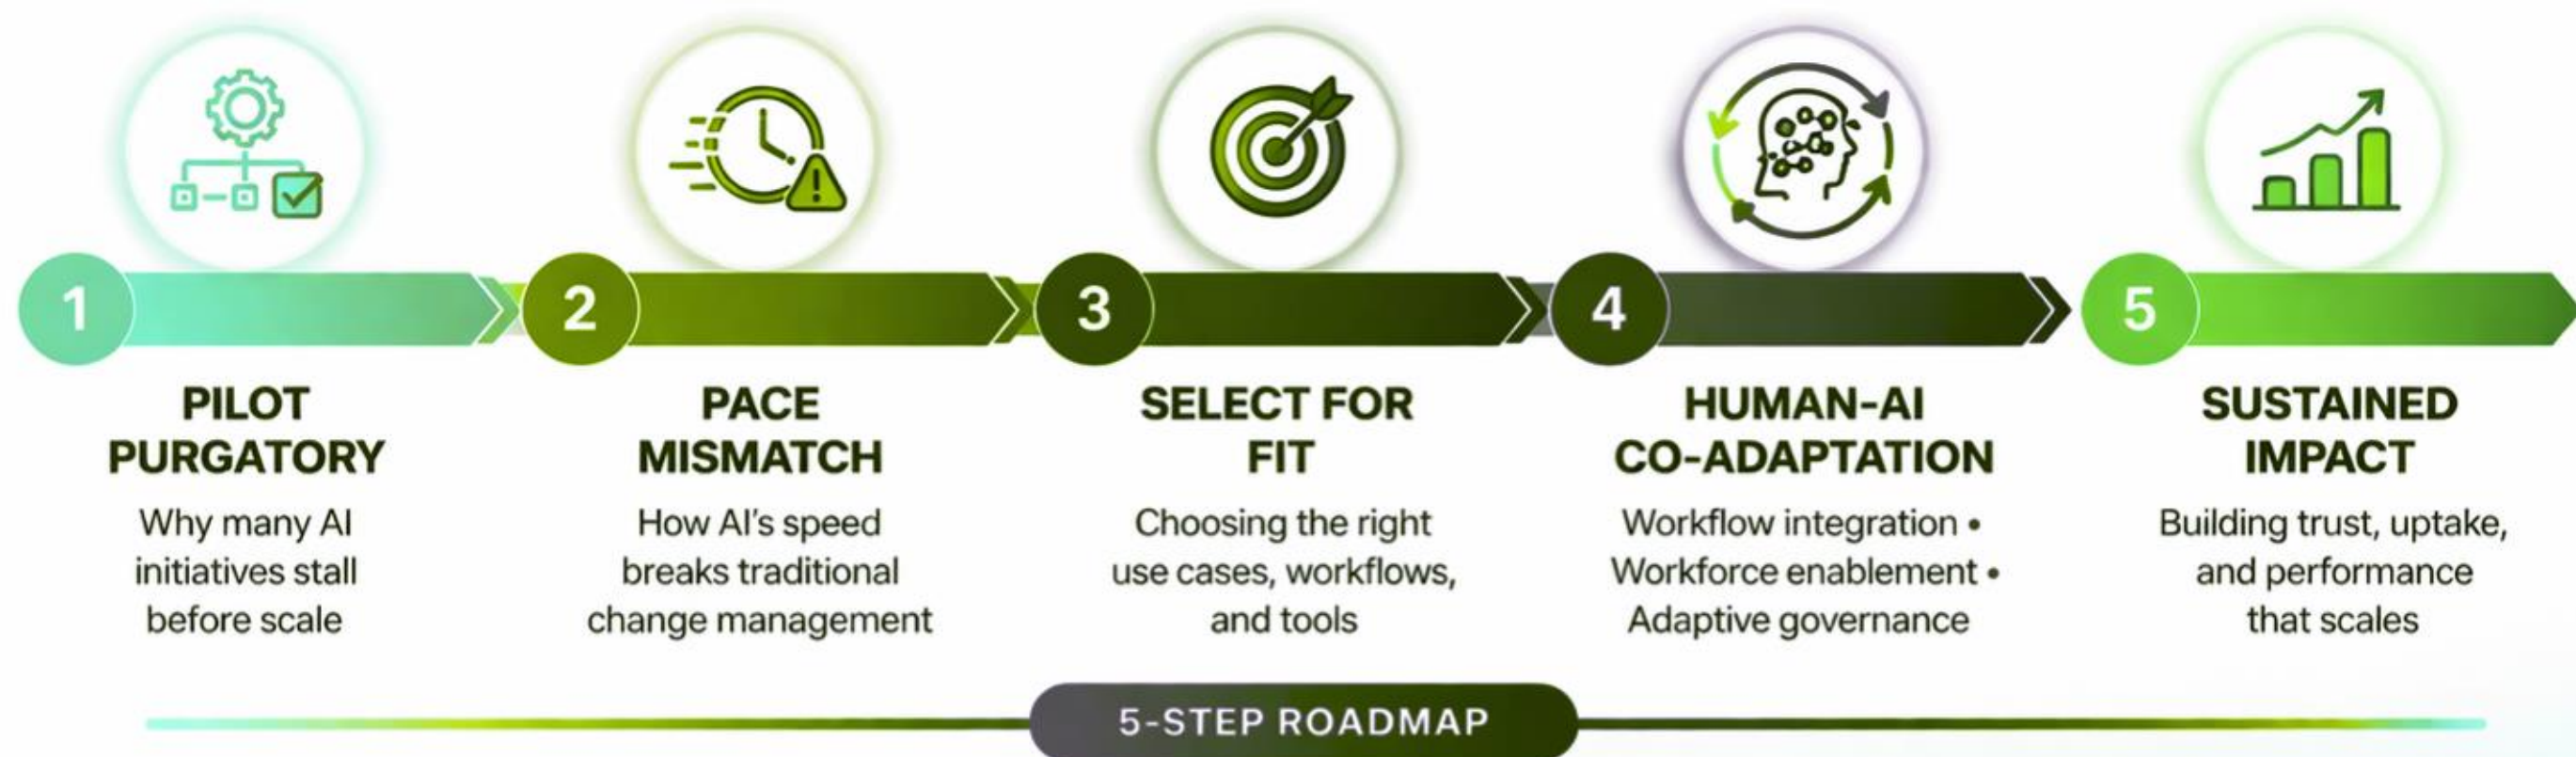 1
PILOT
PURGATORY
Why many AI
initiatives stall
before scale
2
PACE
MISMATCH
How AI’s speed
breaks traditional
change management
3
SELECT FOR
FIT
Choosing the right
use cases, workflows,
and tools
4
HUMAN-AI
CO-ADAPTATION
Workflow integration •
Workforce enablement •
Adaptive governance
5
SUSTAINED
IMPACT
Building trust, uptake,
and performance
that scales
5-STEP ROADMAP